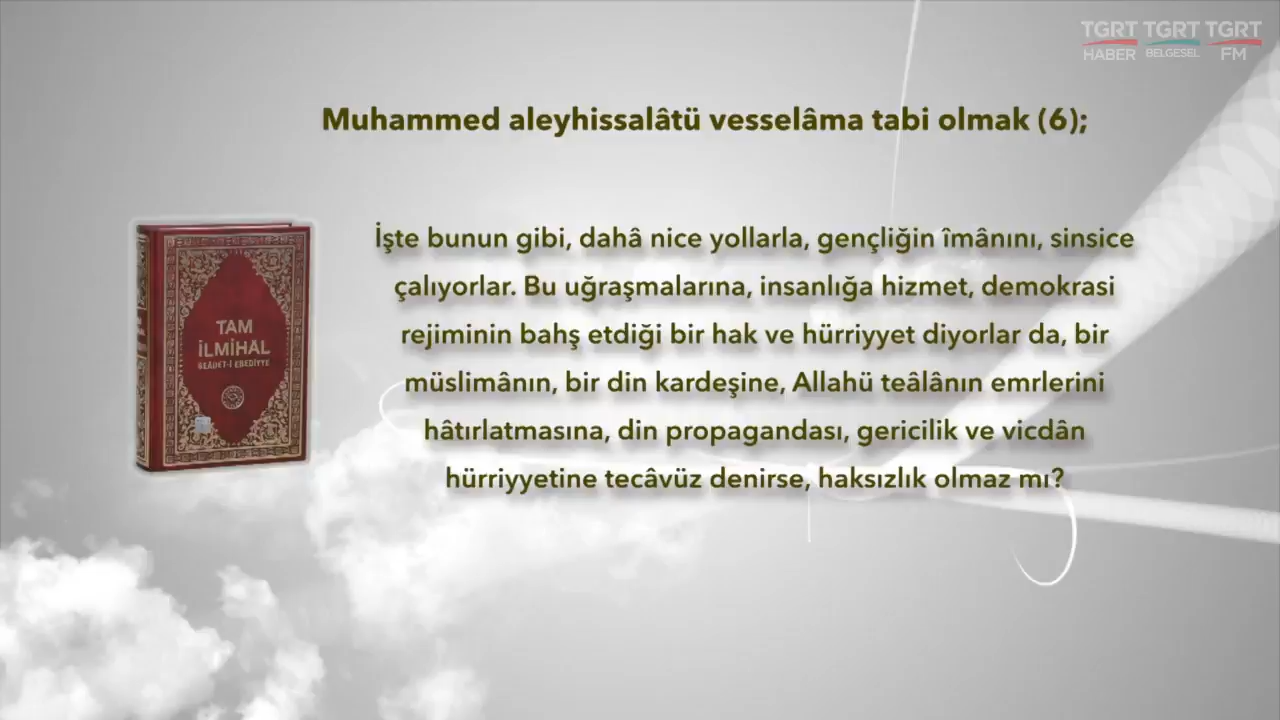 TGRT TGRT TGRT
HABER BELGESEL FM
Muhammed aleyhissalâtü vesselâma tabi olmak (6);
İşte bunun gibi, dahâ nice yollarla, gençliğin îmânını, sinsice
çalıyorlar. Bu uğraşmalarına, insanlığa hizmet, demokrasi
rejiminin bahş etdiği bir hak ve hürriyyet diyorlar da, bir
müslimânın, bir din kardeşine, Allahü teâlânın emrlerini
hâtırlatmasına, din propagandası, gericilik ve vicdân
hürriyyetine tecâvüz denirse, haksızlık olmaz mı?
TAM
İLMİHAL
SEÂDET-İ EBEDİYYE